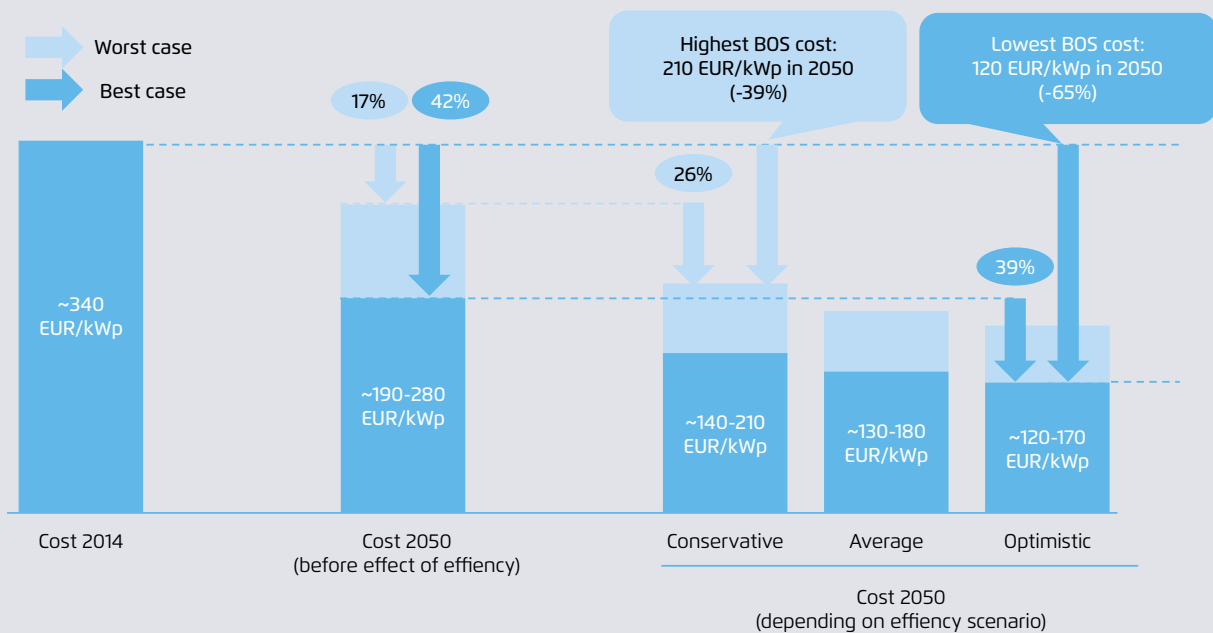 Worst case
Best case
17%
42%
Highest BOS cost:
210 EUR/kWp in 2050
(-39%)
Lowest BOS cost:
120 EUR/kWp in 2050
(-65%)
26%
39%
~340
EUR/kWp
~190-280
EUR/kWp
~140-210
EUR/kWp
~130-180
EUR/kWp
~120-170
EUR/kWp
Cost 2014
Cost 2050
(before effect of effiency)
Conservative
Average
Optimistic
Cost 2050
(depending on effiency scenario)